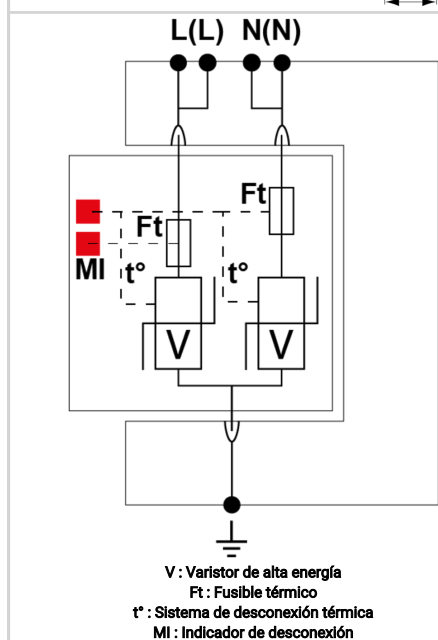 L(L) N(N)
Ft
Ft
MI
t°
t°
V
V
V : Varistor de alta energía
Ft : Fusible térmico
t° : Sistema de desconexión térmica
MI : Indicador de desconexión